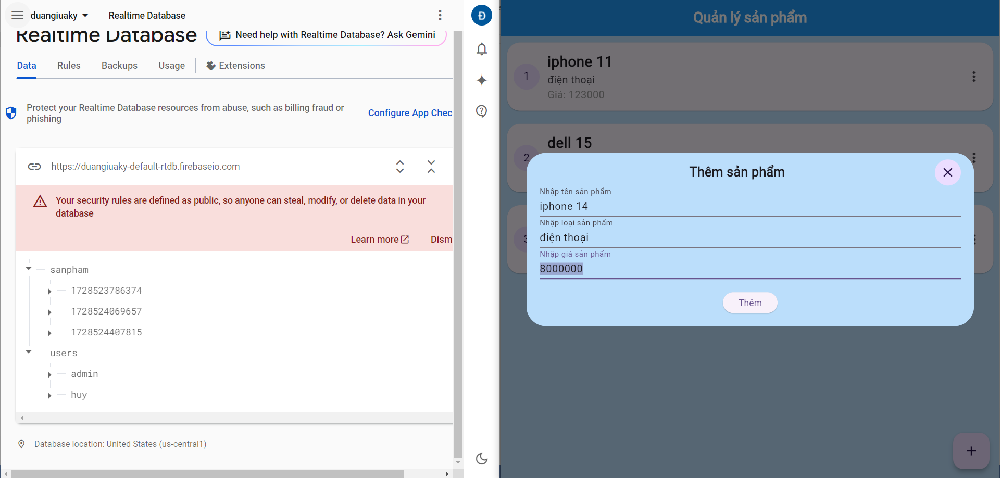 duangiuaky
Realtime Database
Realtime Database
Need help with Realtime Database? Ask Gemini
Data
Rules
Backups
Usage
Extensions
Protect your Realtime Database resources from abuse, such as billing fraud or
phishing
Configure App Chec
https://duangiuaky-default-rtdb.firebaseio.com
Your security rules are defined as public, so anyone can steal, modify, or delete data in your
database
Learn more
Dism
sanpham
1728523786374
1728524069657
1728524407815
users
admin
huy
Database location: United States (us-central1)
Đ
Quản lý sản phẩm
1
iphone 11
điện thoại
Giá: 123000
2
dell 15
3
Thêm sản phẩm
Nhập tên sản phẩm
iphone 14
Nhập loại sản phẩm
điện thoại
Nhập giá sản phẩm
8000000
Thêm